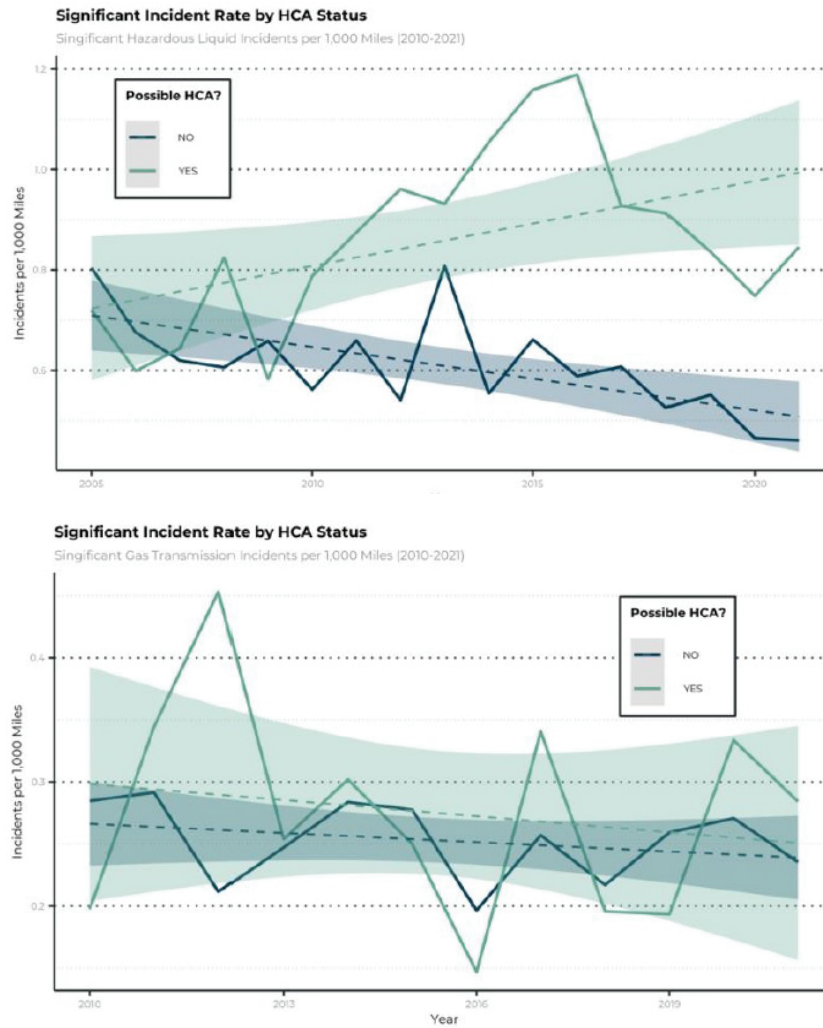 Significant Incident Rate by HCA Status
Singificant Hazardous Liquid Incidents per 1,000 Miles (2010-2021)
1.2
Possible HCA?
NO
YES
1.0
0.8
0.6
Incidents per 1,000 Miles
2005
2010
2015
2020
Significant Incident Rate by HCA Status
Singificant Gas Transmission Incidents per 1,000 Miles (2010-2021)
Possible HCA?
NO
YES
0.4
0.3
0.2
Incidents per 1,000 Miles
2010
2013
2016
2019
Year